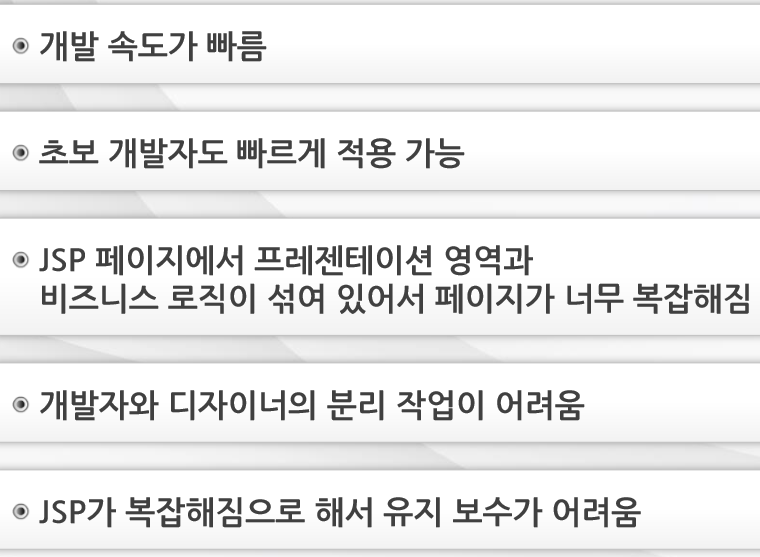 개발 속도가 빠름
초보 개발자도 빠르게 적용 가능
JSP 페이지에서 프레젠테이션 영역과
비즈니스 로직이 섞여 있어서 페이지가 너무 복잡해짐
개발자와 디자이너의 분리 작업이 어려움
JSP가 복잡해짐으로 해서 유지 보수가 어려움